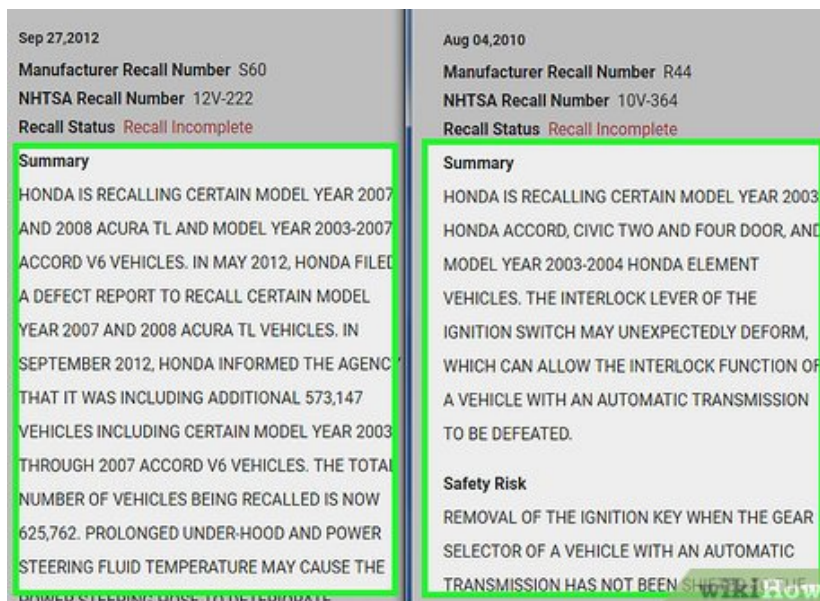 Sep 27,2012
Manufacturer Recall Number S60
NHTSA Recall Number 12V-222
Recall Status Recall Incomplete
Summary
HONDA IS RECALLING CERTAIN MODEL YEAR 2007
AND 2008 ACURA TL AND MODEL YEAR 2003-2007
ACCORD V6 VEHICLES. IN MAY 2012, HONDA FILED
A DEFECT REPORT TO RECALL CERTAIN MODEL
YEAR 2007 AND 2008 ACURA TL VEHICLES. IN
SEPTEMBER 2012, HONDA INFORMED THE AGENCY
THAT IT WAS INCLUDING ADDITIONAL 573,147
VEHICLES INCLUDING CERTAIN MODEL YEAR 2003
THROUGH 2007 ACCORD V6 VEHICLES. THE TOTAL
NUMBER OF VEHICLES BEING RECALLED IS NOW
625,762. PROLONGED UNDER-HOOD AND POWER
STEERING FLUID TEMPERATURE MAY CAUSE THE
POWER STEERING HOSE TO DETERIORATE
Aug 04,2010
Manufacturer Recall Number R44
NHTSA Recall Number 10V-364
Recall Status Recall Incomplete
Summary
HONDA IS RECALLING CERTAIN MODEL YEAR 2003
HONDA ACCORD, CIVIC TWO AND FOUR DOOR, AND
MODEL YEAR 2003-2004 HONDA ELEMENT
VEHICLES. THE INTERLOCK LEVER OF THE
IGNITION SWITCH MAY UNEXPECTEDLY DEFORM,
WHICH CAN ALLOW THE INTERLOCK FUNCTION OF
A VEHICLE WITH AN AUTOMATIC TRANSMISSION
TO BE DEFEATED.
Safety Risk
REMOVAL OF THE IGNITION KEY WHEN THE GEAR
SELECTOR OF A VEHICLE WITH AN AUTOMATIC
TRANSMISSION HAS NOT BEEN
wikiHow